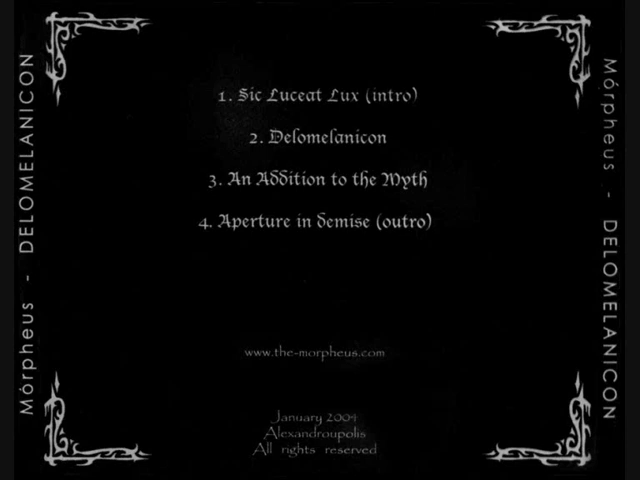 Mórpheus - DELOMELANICON
1. Sic Luceat Lux (intro)
2. Delomelanicon
3. An Addition to the Myth
4. Aperture in demise (outro)
www.the-morpheus.com
January 2004
Alexandroupolis
All rights reserved
Mórpheus - DELOMELANICON